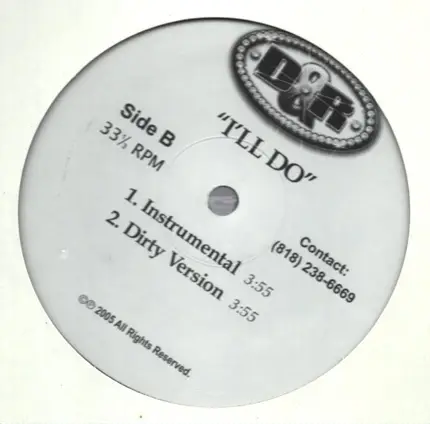 D&R
"I'LL DO"
Side B
33⅓ RPM
1. Instrumental 3:55
2. Dirty Version 3:55
Contact:
(818) 238-6669
©℗ 2005 All Rights Reserved.